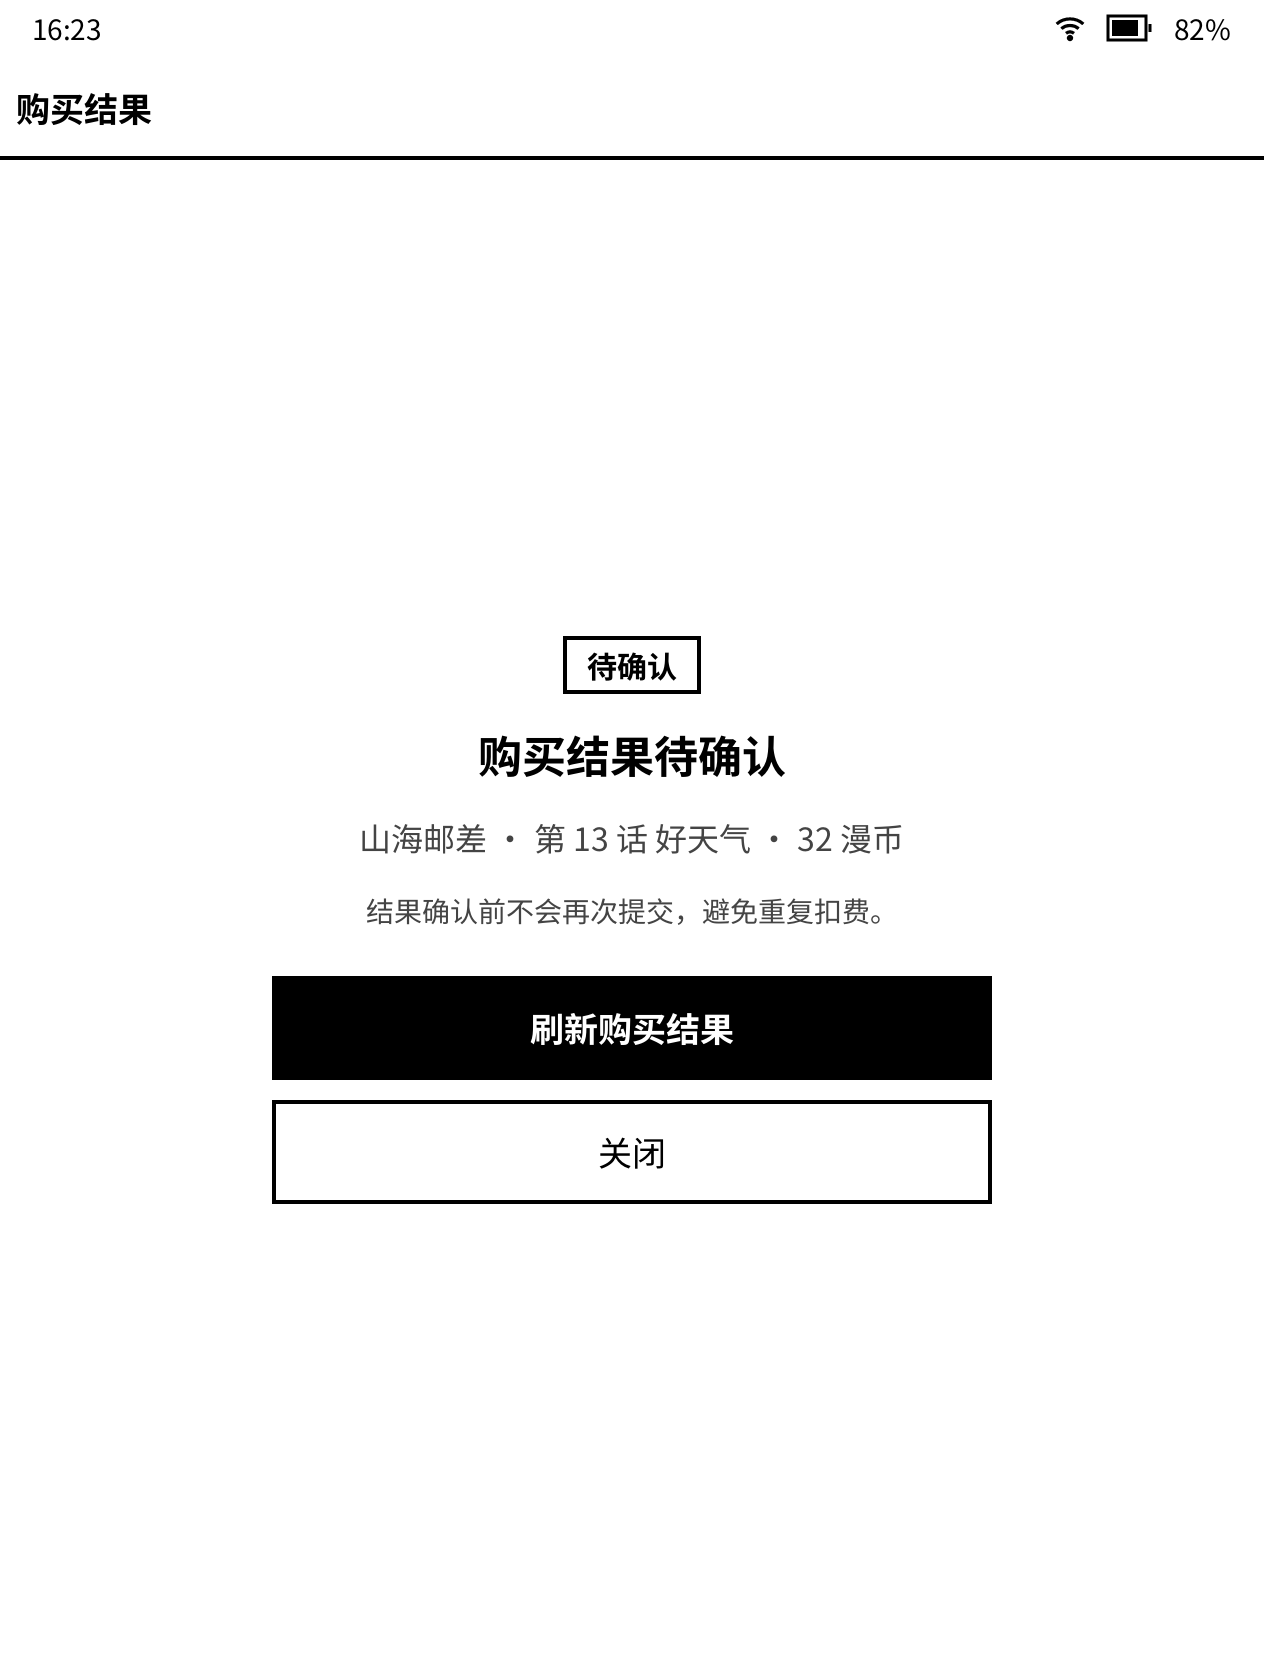 16:23
82%
购买结果
待确认
购买结果待确认
山海邮差 · 第 13 话 好天气 · 32 漫币
结果确认前不会再次提交，避免重复扣费。
刷新购买结果
关闭